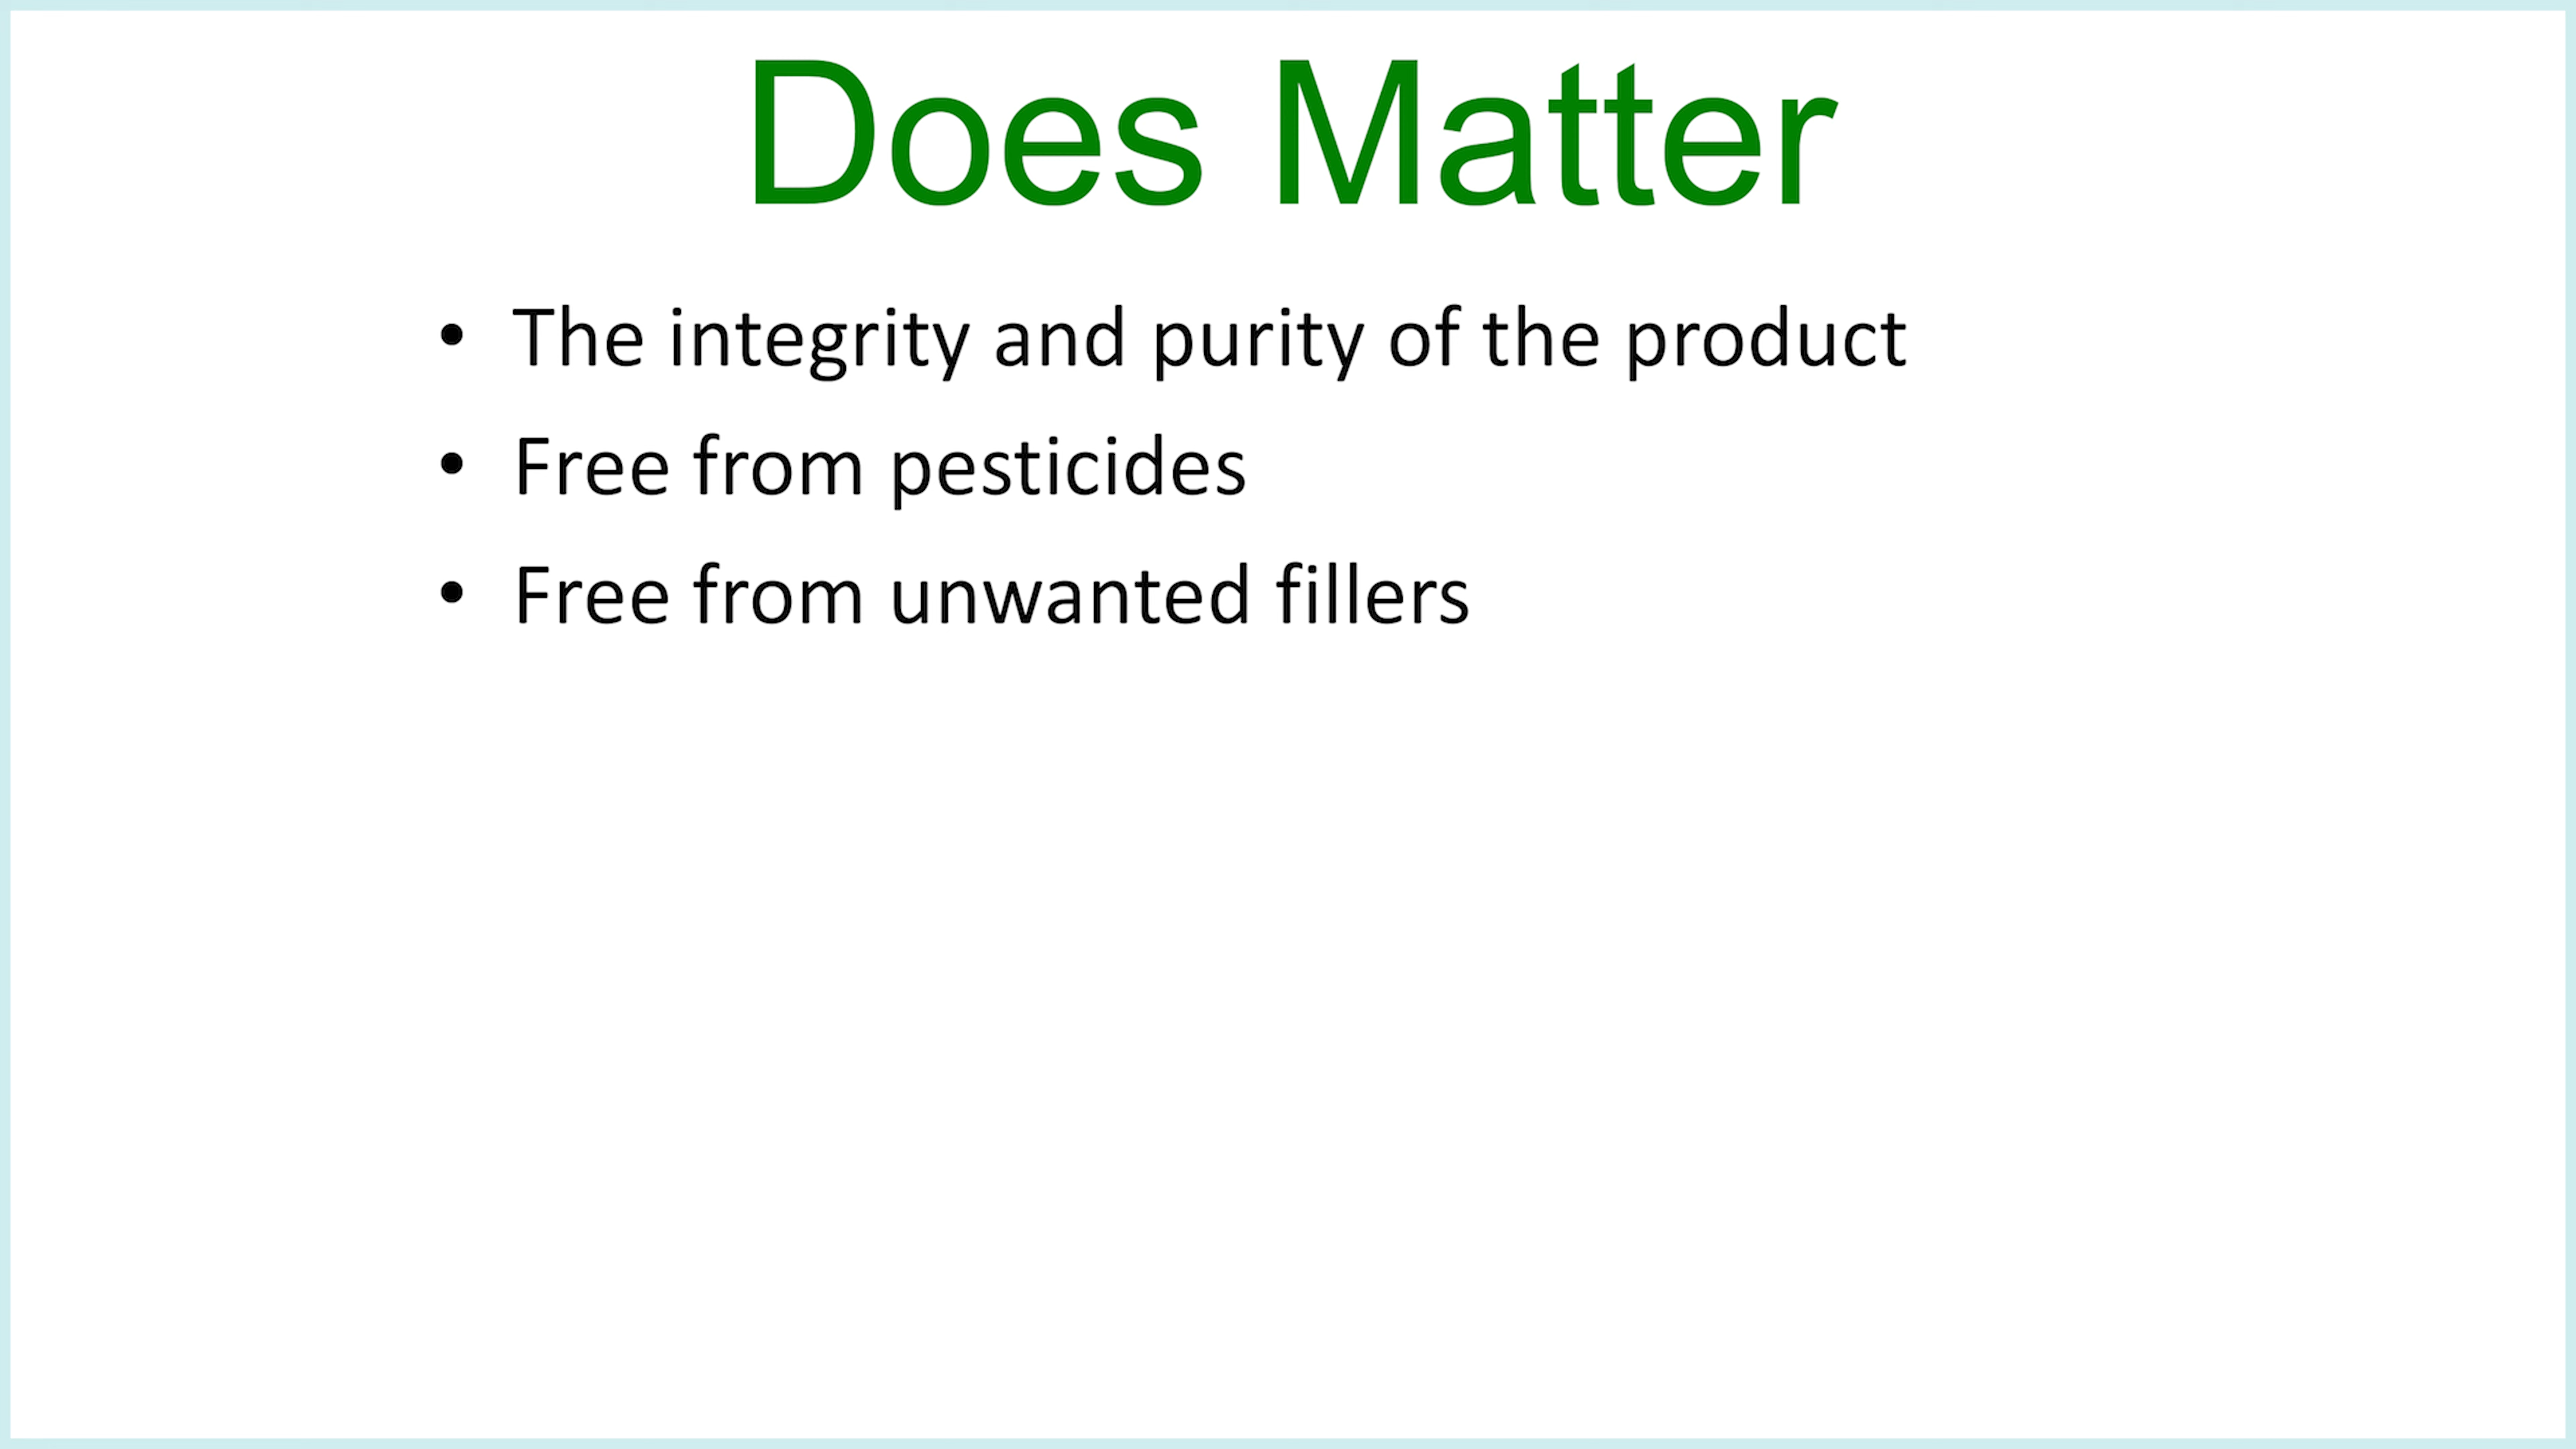 Does Matter
• The integrity and purity of the product
• Free from pesticides
• Free from unwanted fillers